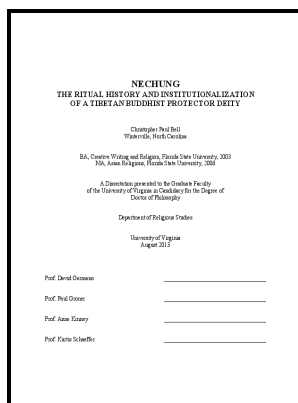 NECHUNG
THE RITUAL HISTORY AND INSTITUTIONALIZATION
OF A TIBETAN BUDDHIST PROTECTOR DEITY
Christopher Paul Bell
Winterville, North Carolina
BA, Creative Writing and Religion, Florida State University, 2003
MA, Asian Religions, Florida State University, 2006
A Dissertation presented to the Graduate Faculty
of the University of Virginia in Candidacy for the Degree of
Doctor of Philosophy
Department of Religious Studies
University of Virginia
August 2013
Prof. David Germano
Prof. Paul Groner
Prof. Anne Kinney
Prof. Kurtis Schaeffer